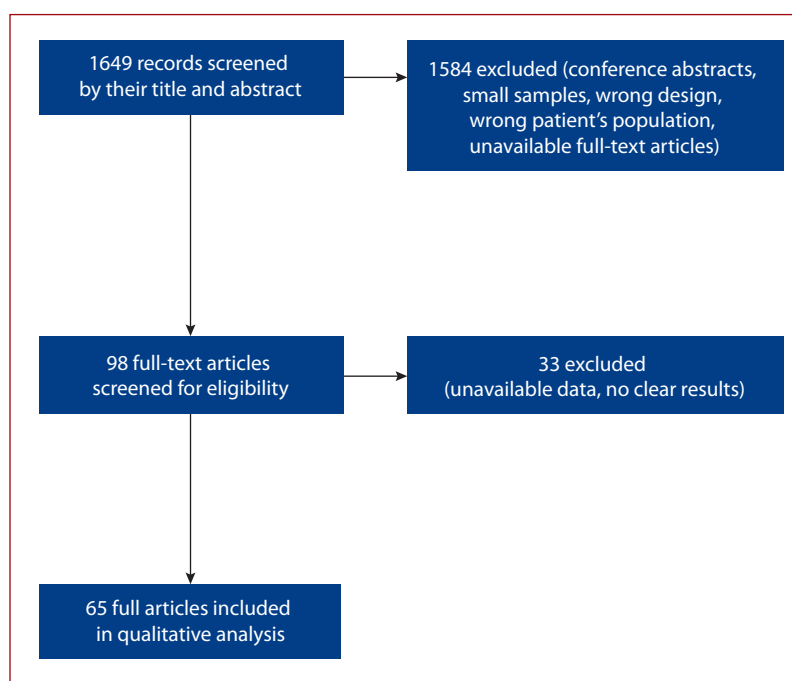 1649 records screened
by their title and abstract
1584 excluded (conference abstracts,
small samples, wrong design,
wrong patient’s population,
unavailable full-text articles)
98 full-text articles
screened for eligibility
33 excluded
(unavailable data, no clear results)
65 full articles included
in qualitative analysis